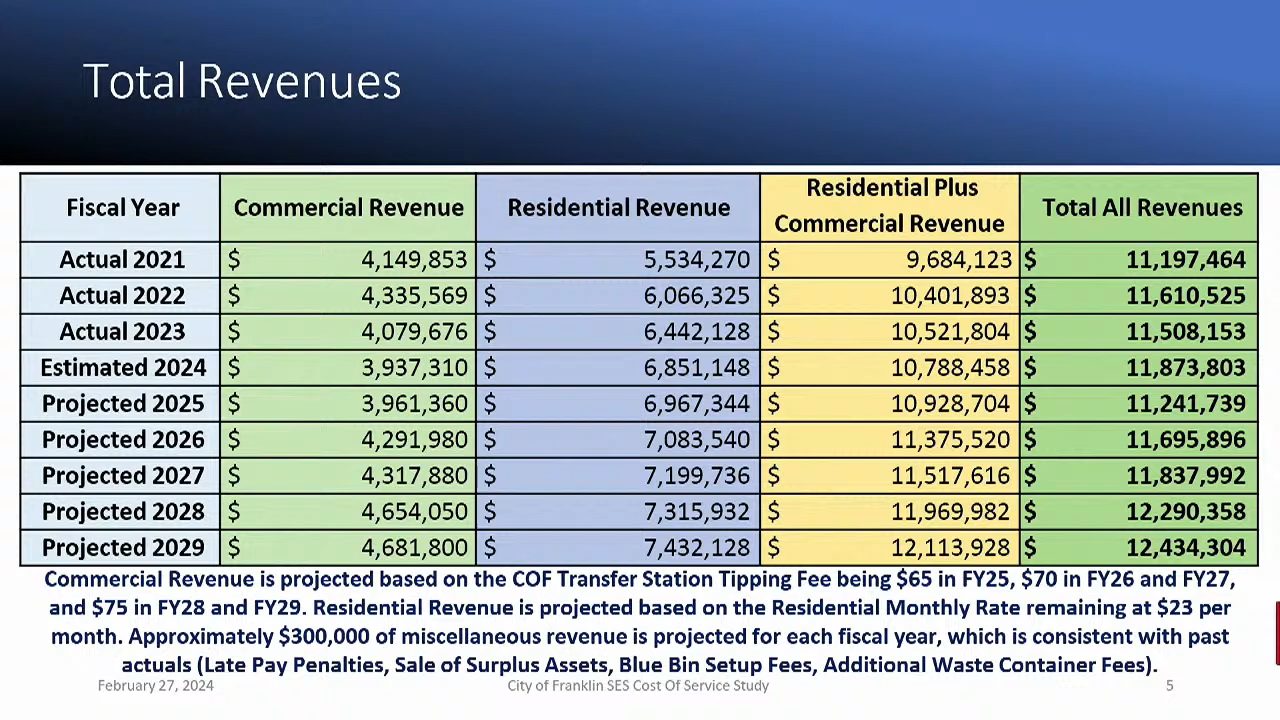 Total Revenues
Fiscal Year Commercial Revenue Residential Revenue Residential Plus Commercial Revenue Total All Revenues
Actual 2021 $ 4,149,853 $ 5,534,270 $ 9,684,123 $ 11,197,464
Actual 2022 $ 4,335,569 $ 6,066,325 $ 10,401,893 $ 11,610,525
Actual 2023 $ 4,079,676 $ 6,442,128 $ 10,521,804 $ 11,508,153
Estimated 2024 $ 3,937,310 $ 6,851,148 $ 10,788,458 $ 11,873,803
Projected 2025 $ 3,961,360 $ 6,967,344 $ 10,928,704 $ 11,241,739
Projected 2026 $ 4,291,980 $ 7,083,540 $ 11,375,520 $ 11,695,896
Projected 2027 $ 4,317,880 $ 7,199,736 $ 11,517,616 $ 11,837,992
Projected 2028 $ 4,654,050 $ 7,315,932 $ 11,969,982 $ 12,290,358
Projected 2029 $ 4,681,800 $ 7,432,128 $ 12,113,928 $ 12,434,304
Commercial Revenue is projected based on the COF Transfer Station Tipping Fee being $65 in FY25, $70 in FY26 and FY27,
and $75 in FY28 and FY29. Residential Revenue is projected based on the Residential Monthly Rate remaining at $23 per
month. Approximately $300,000 of miscellaneous revenue is projected for each fiscal year, which is consistent with past
actuals (Late Pay Penalties, Sale of Surplus Assets, Blue Bin Setup Fees, Additional Waste Container Fees).
February 27, 2024 City of Franklin SES Cost Of Service Study 5